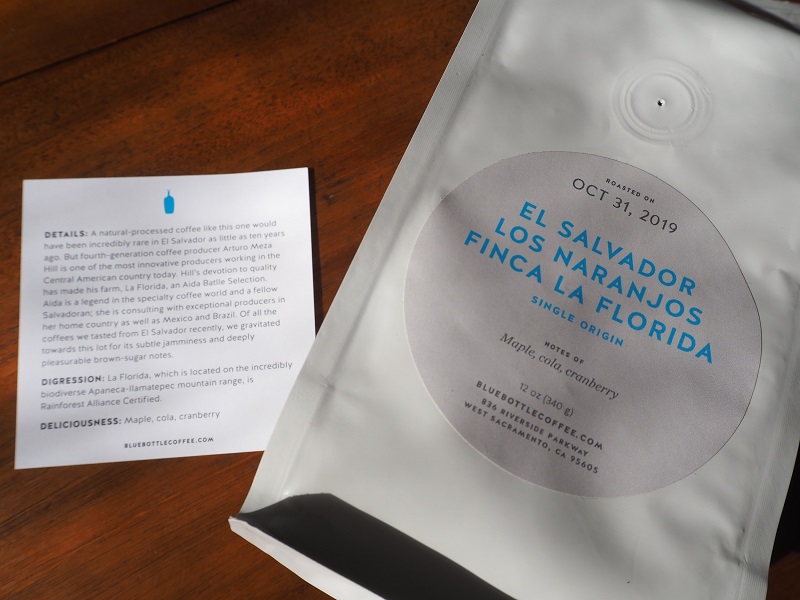 DETAILS: A natural-processed coffee like this one would
have been incredibly rare in El Salvador as little as ten years
ago. But fourth-generation coffee producer Arturo Meza
Hill is one of the most innovative producers working in the
Central American country today. Hill's devotion to quality
has made his farm, La Florida, an Aida Batlle Selection.
Aida is a legend in the specialty coffee world and a fellow
Salvadoran; she is consulting with exceptional producers in
her home country as well as Mexico and Brazil. Of all the
coffees we tasted from El Salvador recently, we gravitated
towards this lot for its subtle jamminess and deeply
pleasurable brown-sugar notes.
DIGRESSION: La Florida, which is located on the incredibly
biodiverse Apaneca-Ilamatepec mountain range, is
Rainforest Alliance Certified.
DELICIOUSNESS: Maple, cola, cranberry
BLUEBOTTLECOFFEE.COM
ROASTED ON
OCT 31, 2019
EL SALVADOR
LOS NARANJOS
FINCA LA FLORIDA
SINGLE ORIGIN
NOTES OF
Maple, cola, cranberry
12 oz (340 g)
BLUEBOTTLECOFFEE.COM
836 RIVERSIDE PARKWAY
WEST SACRAMENTO, CA 95605